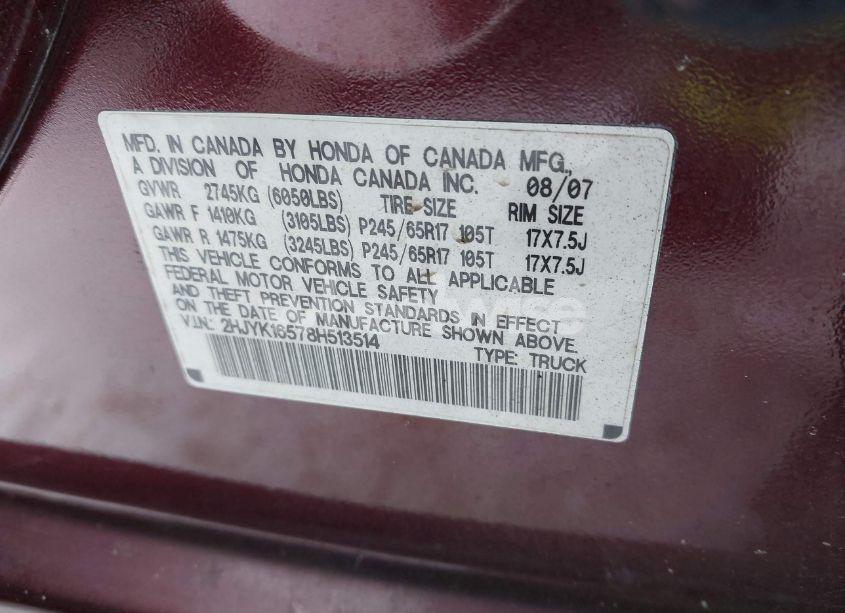 MFD. IN CANADA BY HONDA OF CANADA MFG.,
A DIVISION OF HONDA CANADA INC. 08/07
GVWR 2745KG (6050LBS) TIRE SIZE RIM SIZE
GAWR F 1410KG (3105LBS) P245/65R17 105T 17X7.5J
GAWR R 1475KG (3245LBS) P245/65R17 105T 17X7.5J
THIS VEHICLE CONFORMS TO ALL APPLICABLE
FEDERAL MOTOR VEHICLE SAFETY
AND THEFT PREVENTION STANDARDS IN EFFECT
ON THE DATE OF MANUFACTURE SHOWN ABOVE.
V.I.N.: 2HJYK16578H513514
TYPE: TRUCK